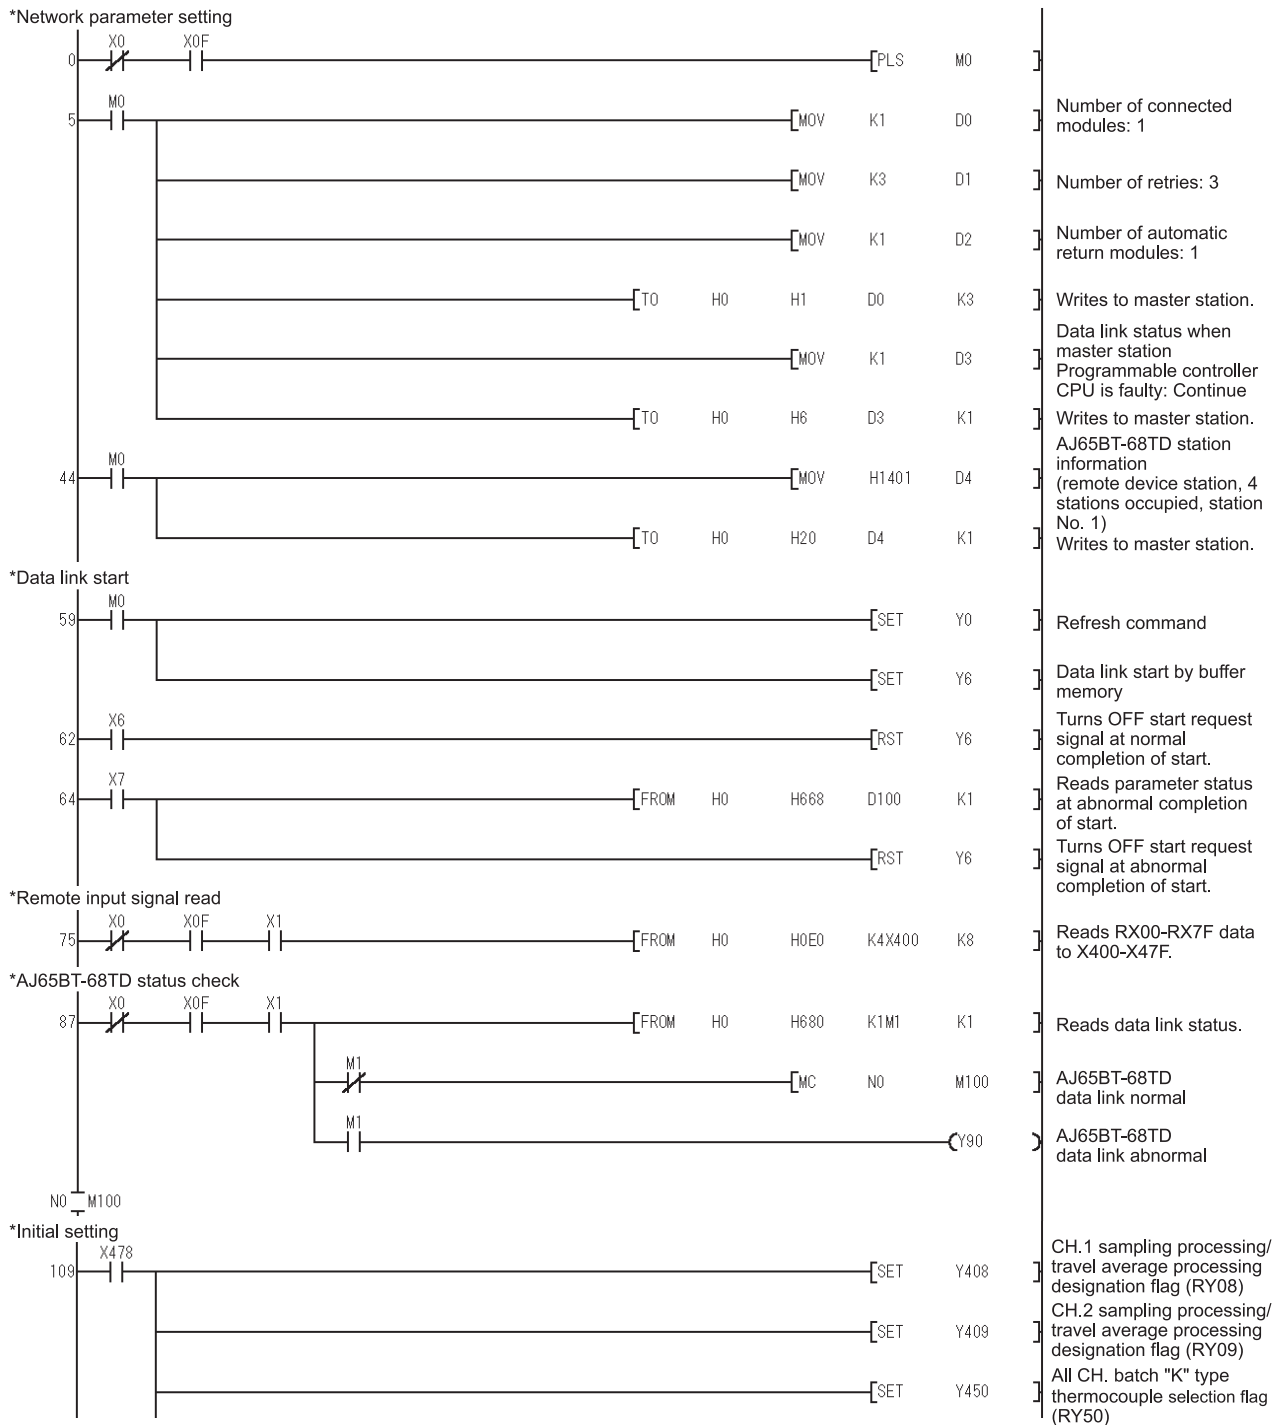 *Network parameter setting
X0 X0F
0 [PLS M0 ]
M0
5 [MOV K1 D0 ] Number of connected
modules: 1
[MOV K3 D1 ] Number of retries: 3
[MOV K1 D2 ] Number of automatic
return modules: 1
[TO H0 H1 D0 K3 ] Writes to master station.
Data link status when
master station
[MOV K1 D3 ] Programmable controller
CPU is faulty: Continue
[TO H0 H6 D3 K1 ] Writes to master station.
M0
44 [MOV H1401 D4 ] AJ65BT-68TD station
information
(remote device station, 4
stations occupied, station
No. 1)
[TO H0 H20 D4 K1 ] Writes to master station.
*Data link start
M0
59 [SET Y0 ] Refresh command
[SET Y6 ] Data link start by buffer
memory
X6
62 [RST Y6 ] Turns OFF start request
signal at normal
completion of start.
X7
64 [FROM H0 H668 D100 K1 ] Reads parameter status
at abnormal completion
of start.
[RST Y6 ] Turns OFF start request
signal at abnormal
completion of start.
*Remote input signal read
X0 X0F X1
75 [FROM H0 H0E0 K4X400 K8 ] Reads RX00-RX7F data
to X400-X47F.
*AJ65BT-68TD status check
X0 X0F X1
87 [FROM H0 H680 K1M1 K1 ] Reads data link status.
M1
[MC N0 M100 ] AJ65BT-68TD
data link normal
M1
(Y90 ) AJ65BT-68TD
data link abnormal
N0 M100
*Initial setting
X478
109 [SET Y408 ] CH.1 sampling processing/
travel average processing
designation flag (RY08)
[SET Y409 ] CH.2 sampling processing/
travel average processing
designation flag (RY09)
[SET Y450 ] All CH. batch "K" type
thermocouple selection flag
(RY50)